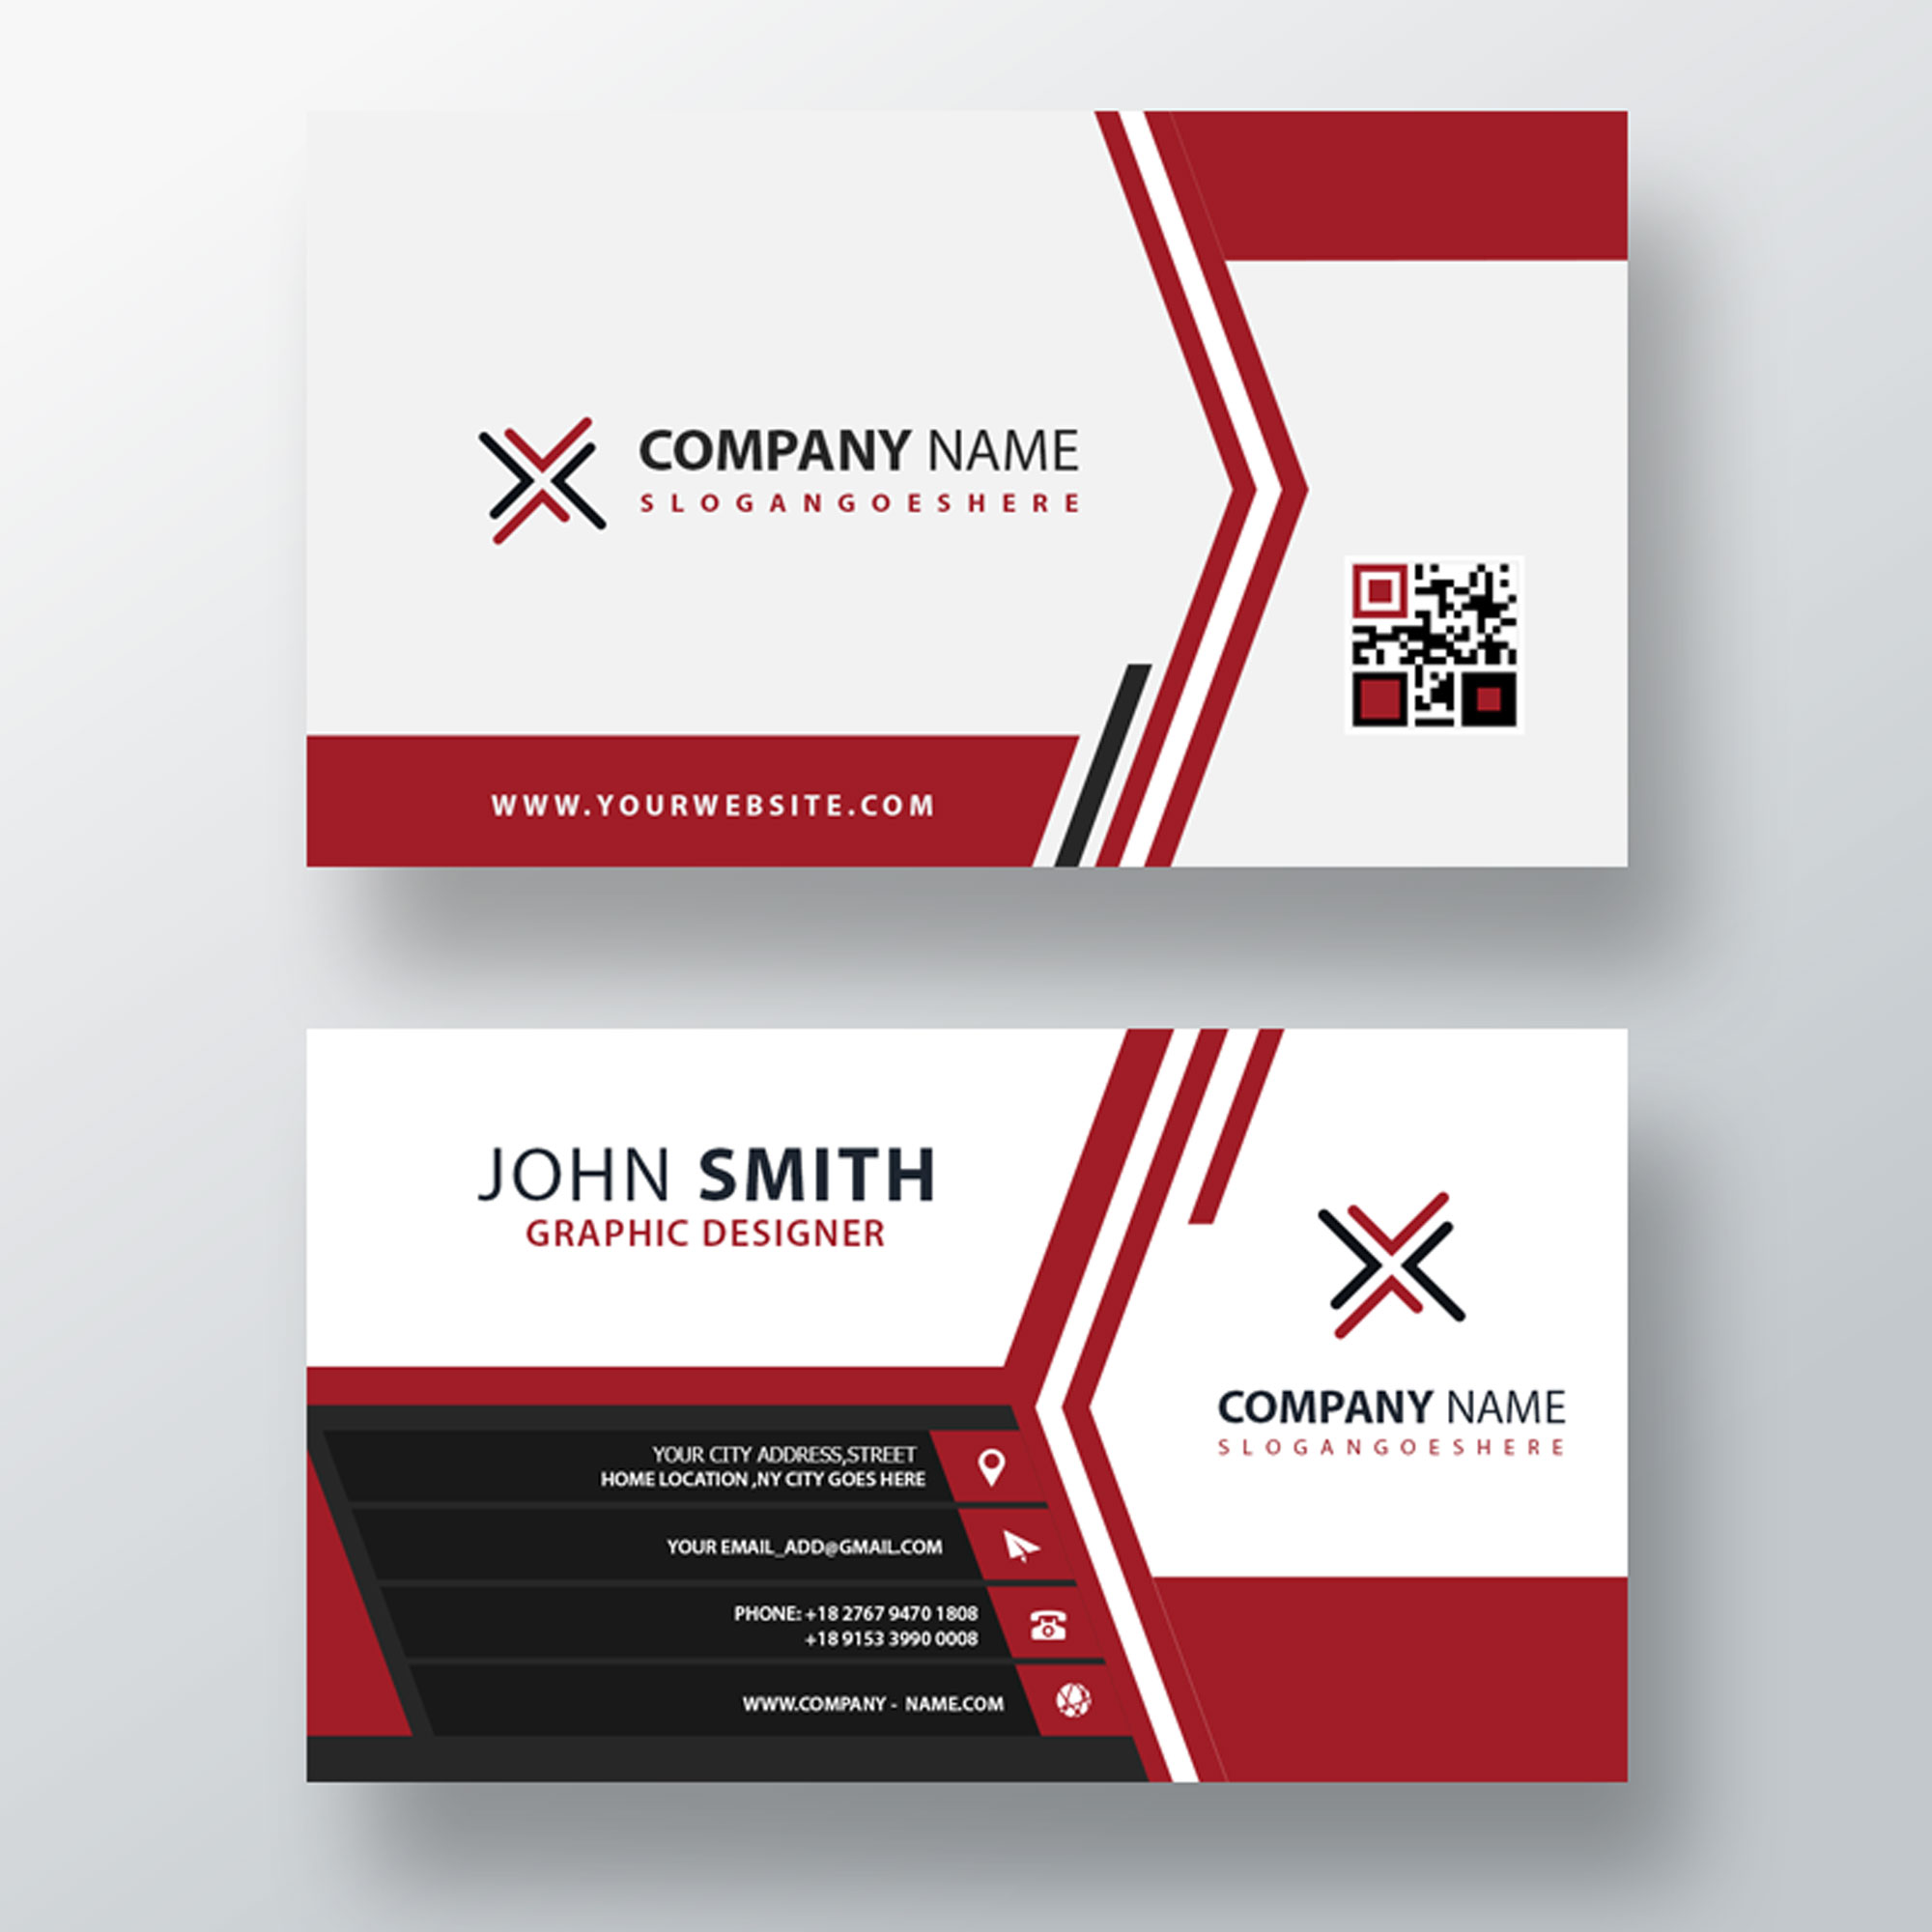 COMPANY NAME
SLOGANGOESHERE
WWW.YOURWEBSITE.COM
JOHN SMITH
GRAPHIC DESIGNER
YOUR CITY ADDRESS,STREET
HOME LOCATION ,NY CITY GOES HERE
YOUR EMAIL_ADD@GMAIL.COM
PHONE: +18 2767 9470 1808
+18 9153 3990 0008
WWW.COMPANY - NAME.COM
COMPANY NAME
SLOGANGOESHERE